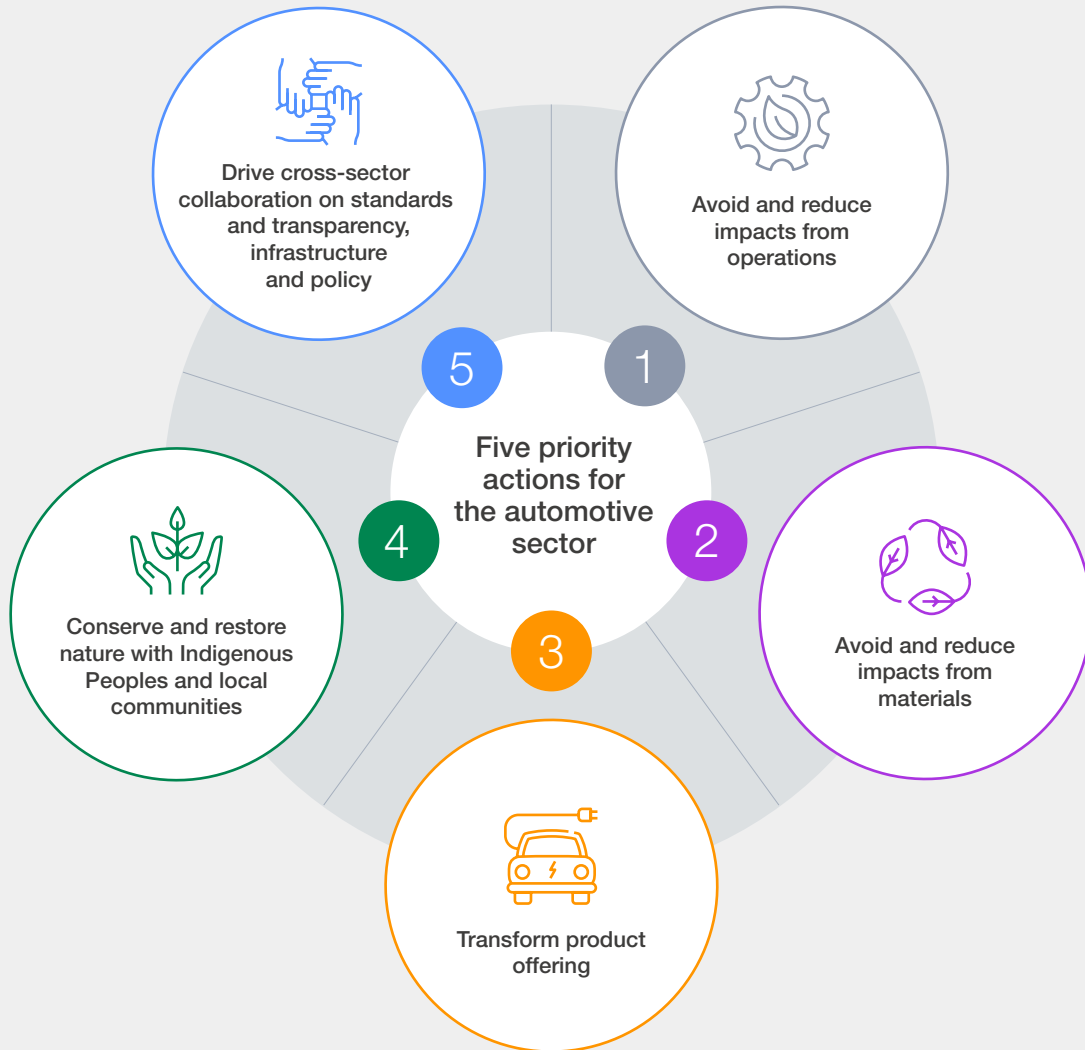 Five priority
actions for
the automotive
sector
1
Avoid and reduce
impacts from
operations
2
Avoid and reduce
impacts from
materials
3
Transform product
offering
4
Conserve and restore
nature with Indigenous
Peoples and local
communities
5
Drive cross-sector
collaboration on standards
and transparency,
infrastructure
and policy